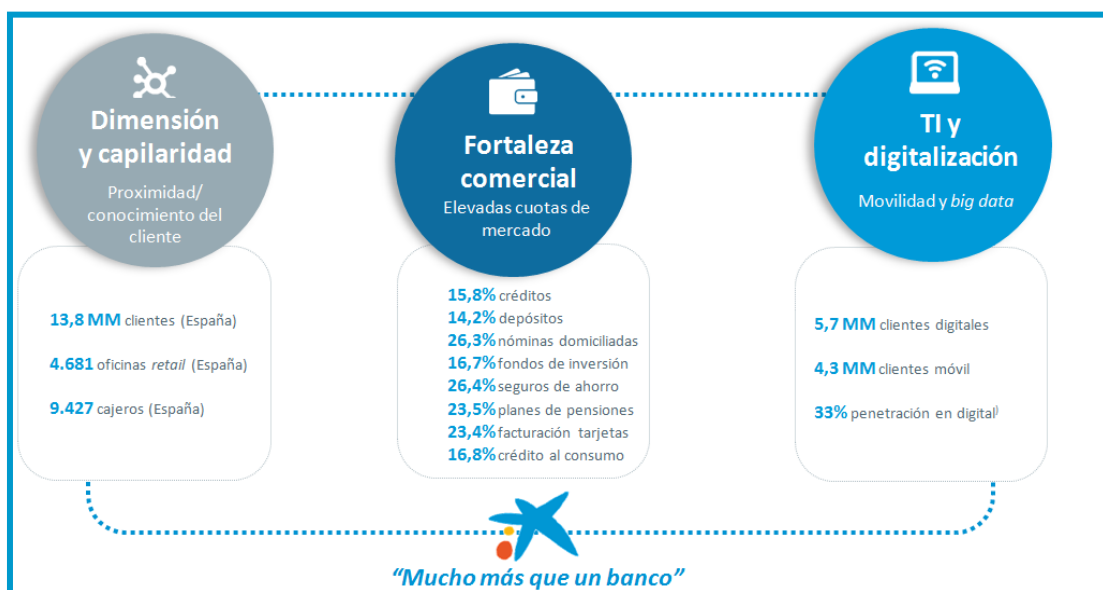 Dimensión
y capilaridad
Proximidad/
conocimiento del
cliente
13,8 MM clientes (España)
4.681 oficinas retail (España)
9.427 cajeros (España)
Fortaleza
comercial
Elevadas cuotas de
mercado
15,8% créditos
14,2% depósitos
26,3% nóminas domiciliadas
16,7% fondos de inversión
26,4% seguros de ahorro
23,5% planes de pensiones
23,4% facturación tarjetas
16,8% crédito al consumo
TI y
digitalización
Movilidad y big data
5,7 MM clientes digitales
4,3 MM clientes móvil
33% penetración en digital⁾
“Mucho más que un banco”